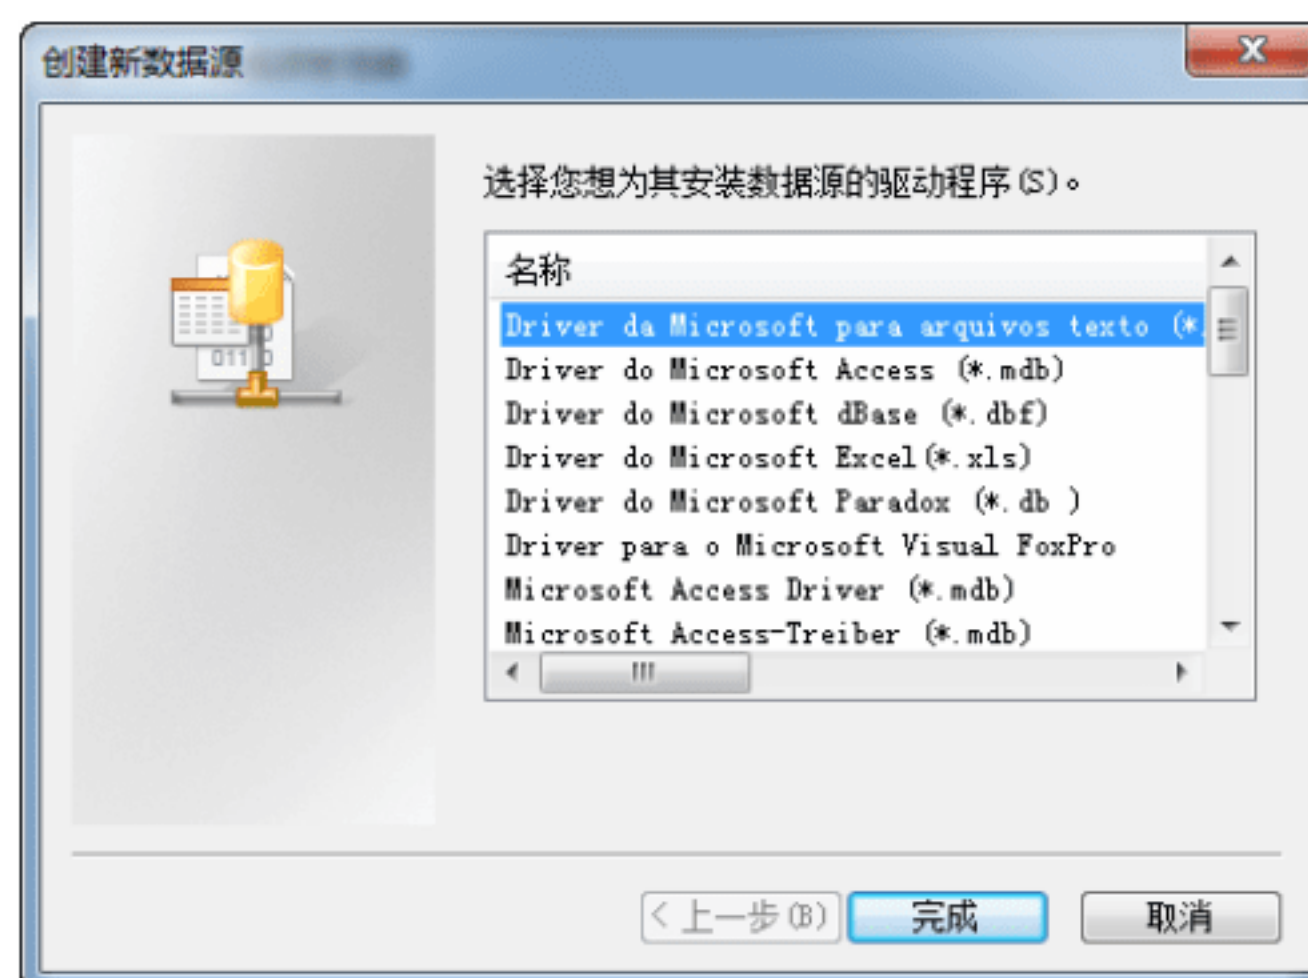 创建新数据源
选择您想为其安装数据源的驱动程序(S)。
名称
Driver da Microsoft para arquivos texto (*.
Driver do Microsoft Access (*.mdb)
Driver do Microsoft dBase (*.dbf)
Driver do Microsoft Excel(*.xls)
Driver do Microsoft Paradox (*.db )
Driver para o Microsoft Visual FoxPro
Microsoft Access Driver (*.mdb)
Microsoft Access-Treiber (*.mdb)
< 上一步(B)
完成
取消